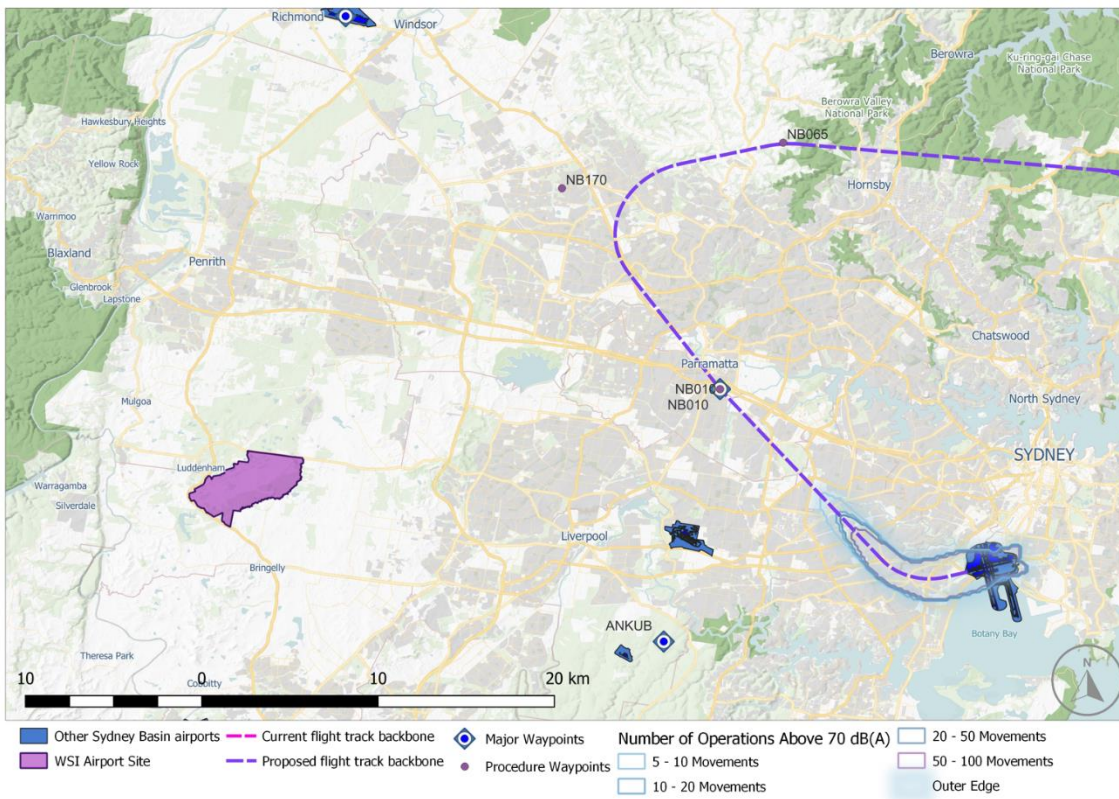 Richmond
Windsor
Berowra
Ku-ring-gai Chase
National Park
Hawkesbury Heights
Berowra Valley
National Park
NB065
Yellow Rock
NB170
Hornsby
Warrimoo
Blaxland
Penrith
Glenbrook
Lapstone
Chatswood
Parramatta
NB010
NB010
Mulgoa
North Sydney
SYDNEY
Luddenham
Warragamba
Silverdale
Liverpool
Bringelly
ANKUB
Botany Bay
N
Theresa Park
Cobbitty
10 0 10 20 km
Other Sydney Basin airports
WSI Airport Site
Current flight track backbone
Proposed flight track backbone
Major Waypoints
Procedure Waypoints
Number of Operations Above 70 dB(A)
5 - 10 Movements
10 - 20 Movements
20 - 50 Movements
50 - 100 Movements
Outer Edge